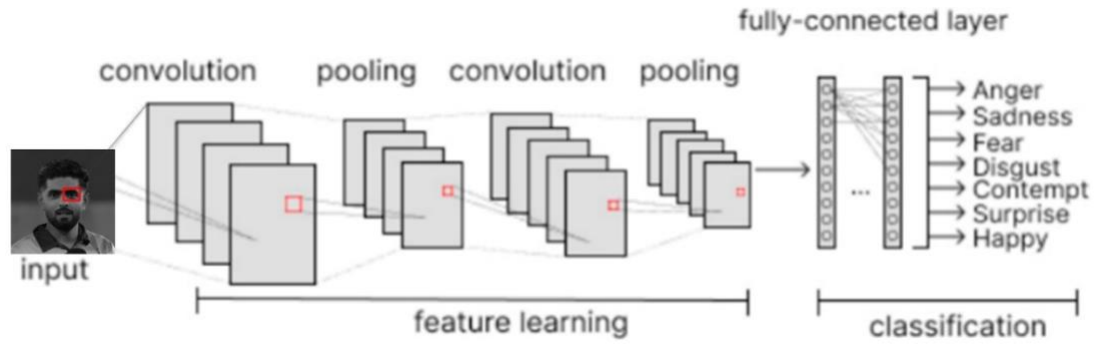 fully-connected layer
convolution
pooling
convolution
pooling
Anger
Sadness
Fear
Disgust
...
Contempt
Surprise
Happy
input
feature learning
classification